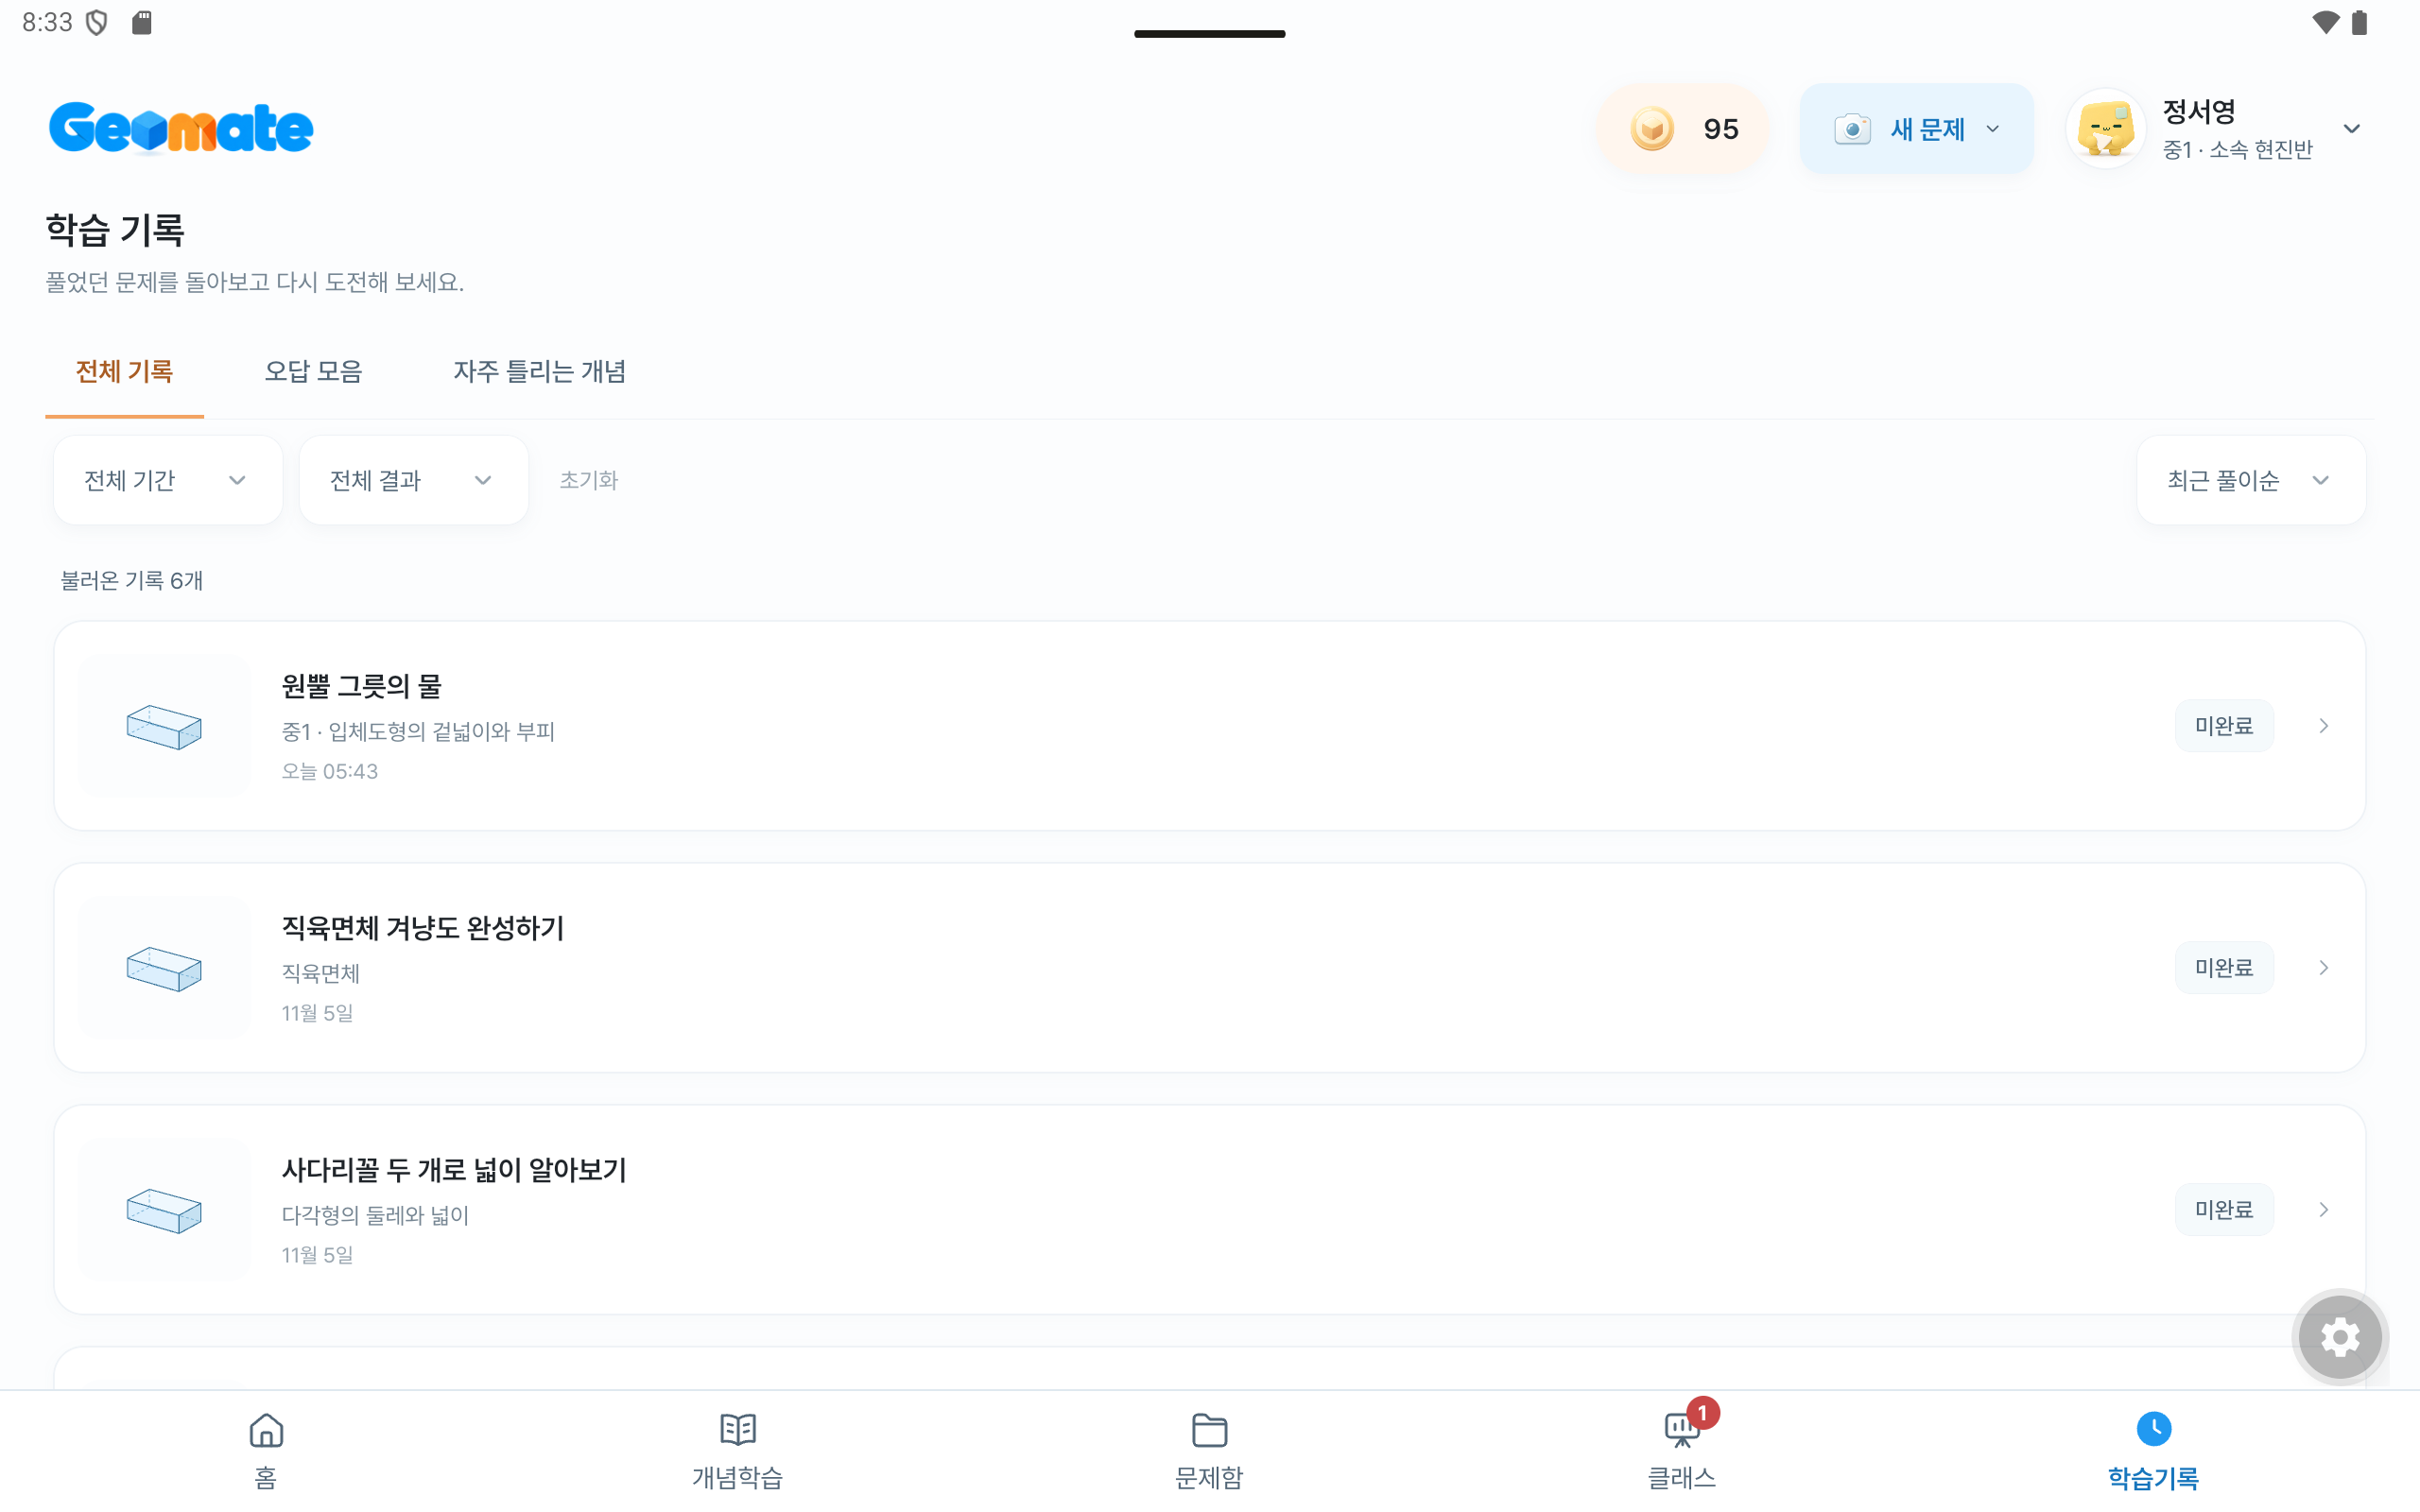 8:33
Geomate
95
새 문제
정서영
중1 · 소속 현진반
학습 기록
풀었던 문제를 돌아보고 다시 도전해 보세요.
전체 기록
오답 모음
자주 틀리는 개념
전체 기간
전체 결과
초기화
최근 풀이순
불러온 기록 6개
원뿔 그릇의 물
중1 · 입체도형의 겉넓이와 부피
오늘 05:43
미완료
직육면체 겨냥도 완성하기
직육면체
11월 5일
미완료
사다리꼴 두 개로 넓이 알아보기
다각형의 둘레와 넓이
11월 5일
미완료
홈
개념학습
문제함
1
클래스
학습기록